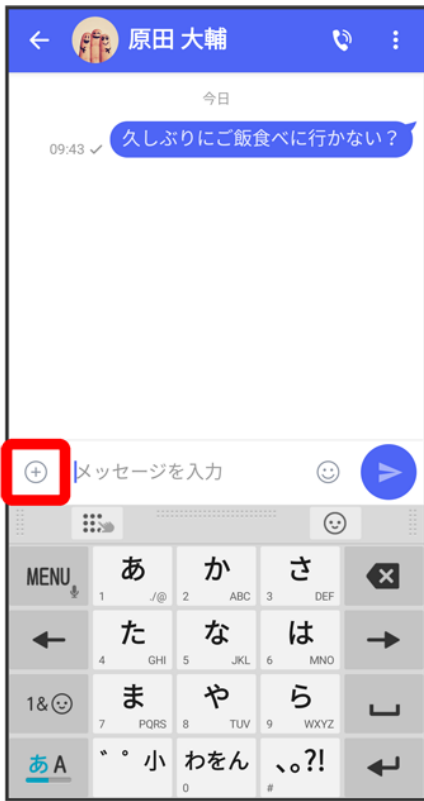 原田 大輔
今日
久しぶりにご飯食べに行かない？
09:43
メッセージを入力
MENU
あ 1 ./@
か 2 ABC
さ 3 DEF
た 4 GHI
な 5 JKL
は 6 MNO
1&
ま 7 PQRS
や 8 TUV
ら 9 WXYZ
あA
゛゜小
わをん 0
、。?! #